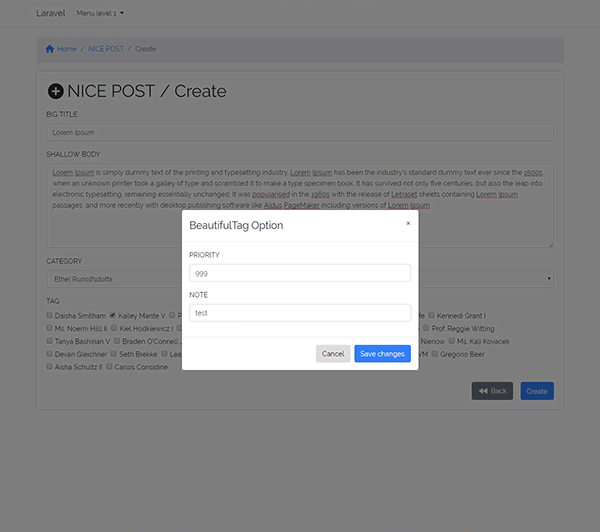 Laravel Menu level 1
Home / NICE POST / Create
NICE POST / Create
BIG TITLE
Lorem Ipsum
SHALLOW BODY
Lorem Ipsum is simply dummy text of the printing and typesetting industry. Lorem Ipsum has been the industry's standard dummy text ever since the 1500s,
when an unknown printer took a galley of type and scrambled it to make a type specimen book. It has survived not only five centuries, but also the leap into
electronic typesetting, remaining essentially unchanged. It was popularised in the 1960s with the release of Letraset sheets containing Lorem Ipsum
passages, and more recently with desktop publishing software like Aldus PageMaker including versions of Lorem Ipsum.
BeautifulTag Option ×
PRIORITY
999
NOTE
test
Cancel Save changes
CATEGORY
Ethel Runolfsdottir
TAG
Daisha Smitham Kailey Mante V Kennedi Grant I
Ms. Noemi Hilll II Kiel Hodkiewicz I Prof. Reggie Witting
Tanya Bashirian V Braden O'Connell Nienow Ms. Kali Kovacek
Devan Gleichner Seth Brekke Lea Gregorio Beer
Aisha Schultz II Carlos Considine
Back Create